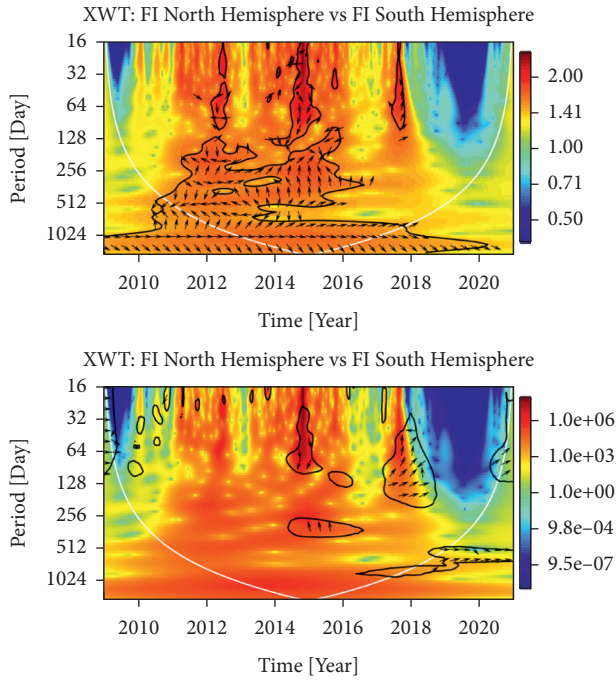 XWT: FI North Hemisphere vs FI South Hemisphere
Period [Day]
16
32
64
128
256
512
1024
2010 2012 2014 2016 2018 2020
Time [Year]
2.00
1.41
1.00
0.71
0.50
XWT: FI North Hemisphere vs FI South Hemisphere
Period [Day]
16
32
64
128
256
512
1024
2010 2012 2014 2016 2018 2020
Time [Year]
1.0e+06
1.0e+03
1.0e+00
9.8e−04
9.5e−07